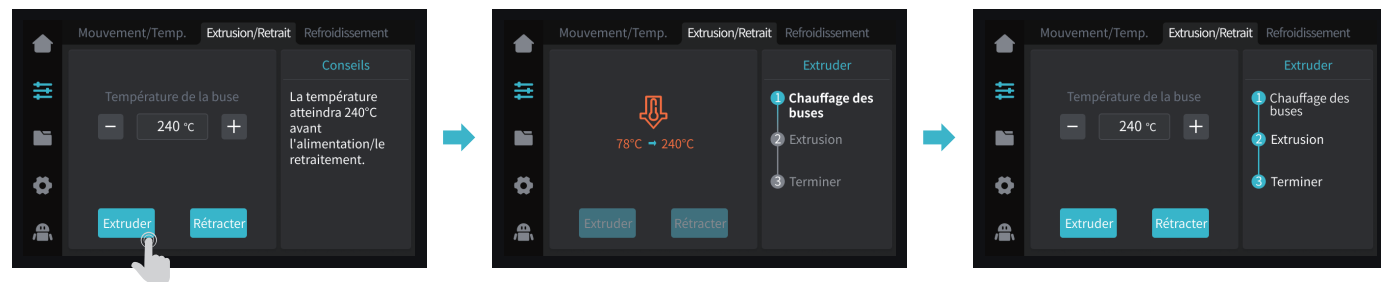 Mouvement/Temp. Extrusion/Retrait Refroidissement
Température de la buse
− 240 °C +
Extruder Rétracter
Conseils
La température
atteindra 240°C
avant
l'alimentation/le
retraitement.
Mouvement/Temp. Extrusion/Retrait Refroidissement
78°C → 240°C
Extruder Rétracter
Extruder
1 Chauffage des
buses
2 Extrusion
3 Terminer
Mouvement/Temp. Extrusion/Retrait Refroidissement
Température de la buse
− 240 °C +
Extruder Rétracter
Extruder
1 Chauffage des
buses
2 Extrusion
3 Terminer